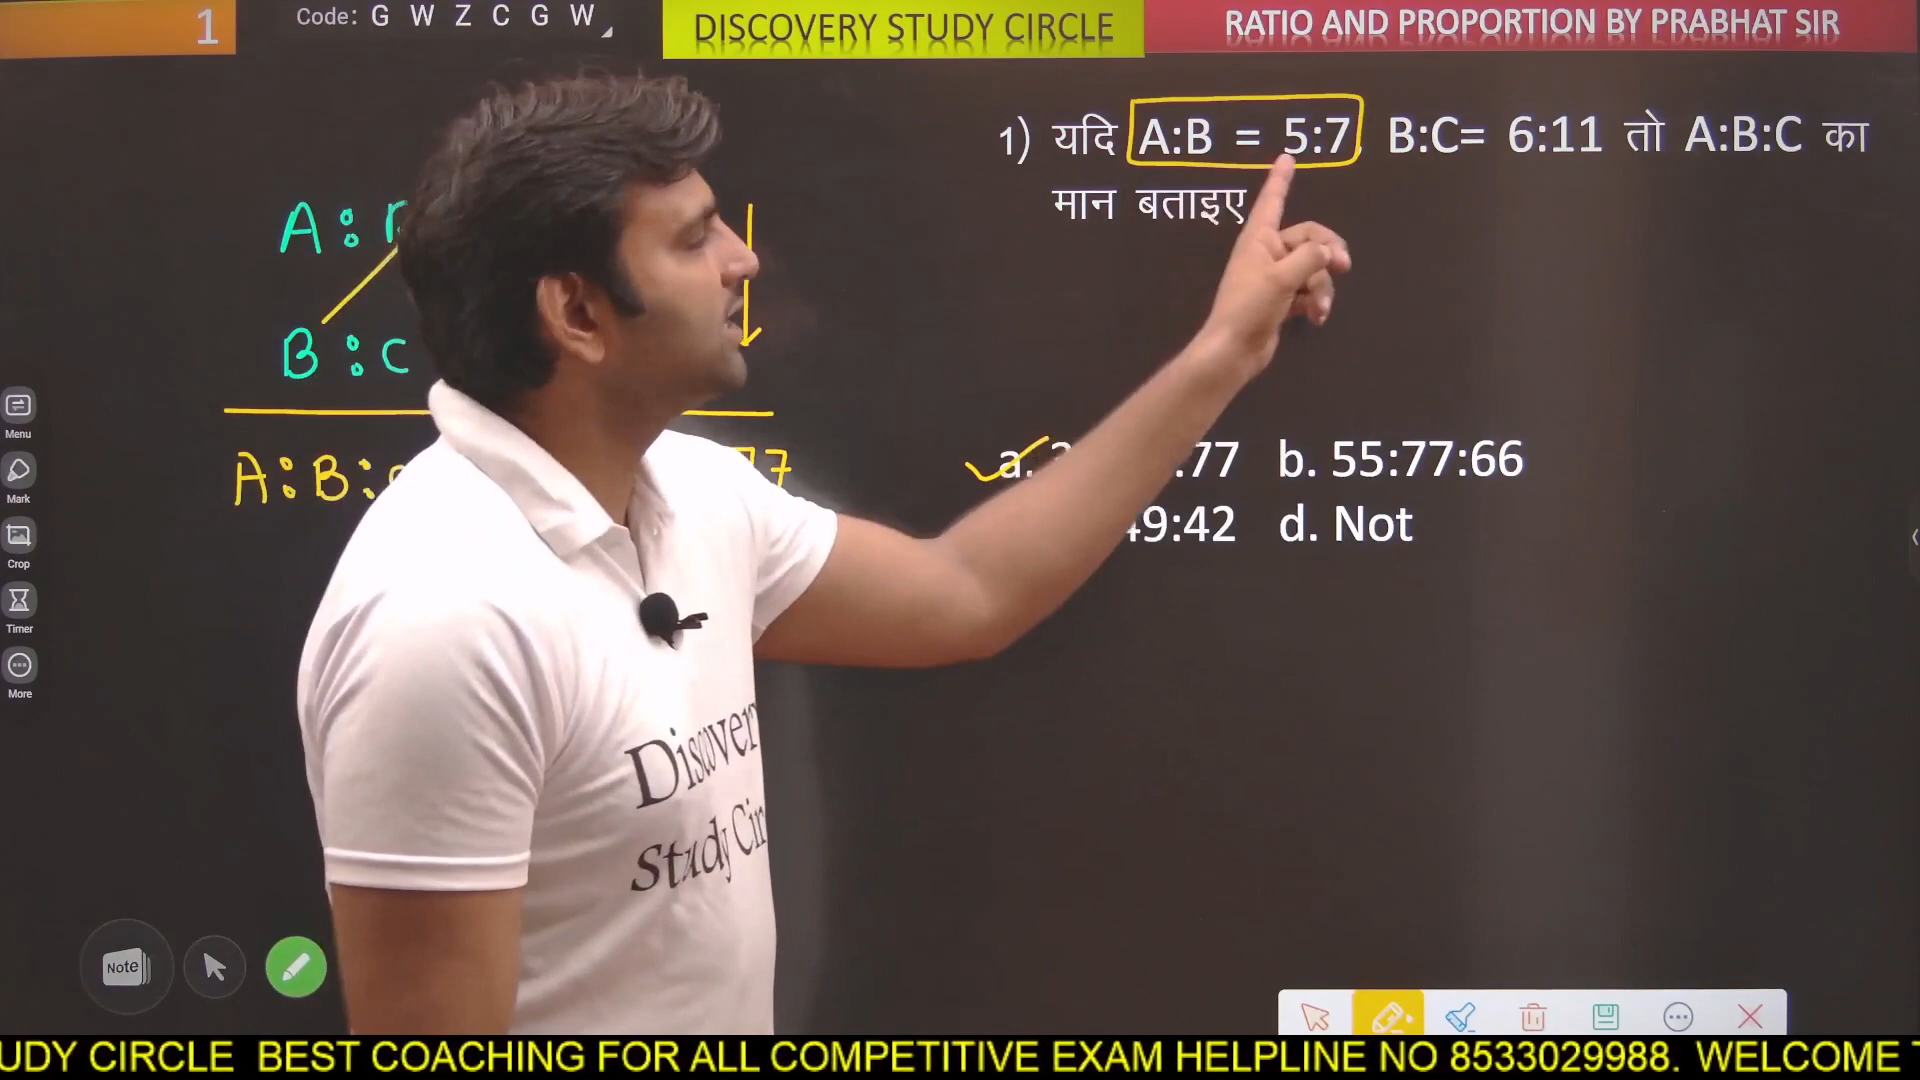 1
Code: G W Z C G W
DISCOVERY STUDY CIRCLE
RATIO AND PROPORTION BY PRABHAT SIR
1) यदि A:B = 5:7, B:C= 6:11 तो A:B:C का
मान बताइए
A:
B:C
A:B:
77
a. :77 b. 55:77:66
49:42 d. Not
Menu
Mark
Crop
Timer
More
Discovery
Study Cir
Note
UDY CIRCLE BEST COACHING FOR ALL COMPETITIVE EXAM HELPLINE NO 8533029988. WELCOME